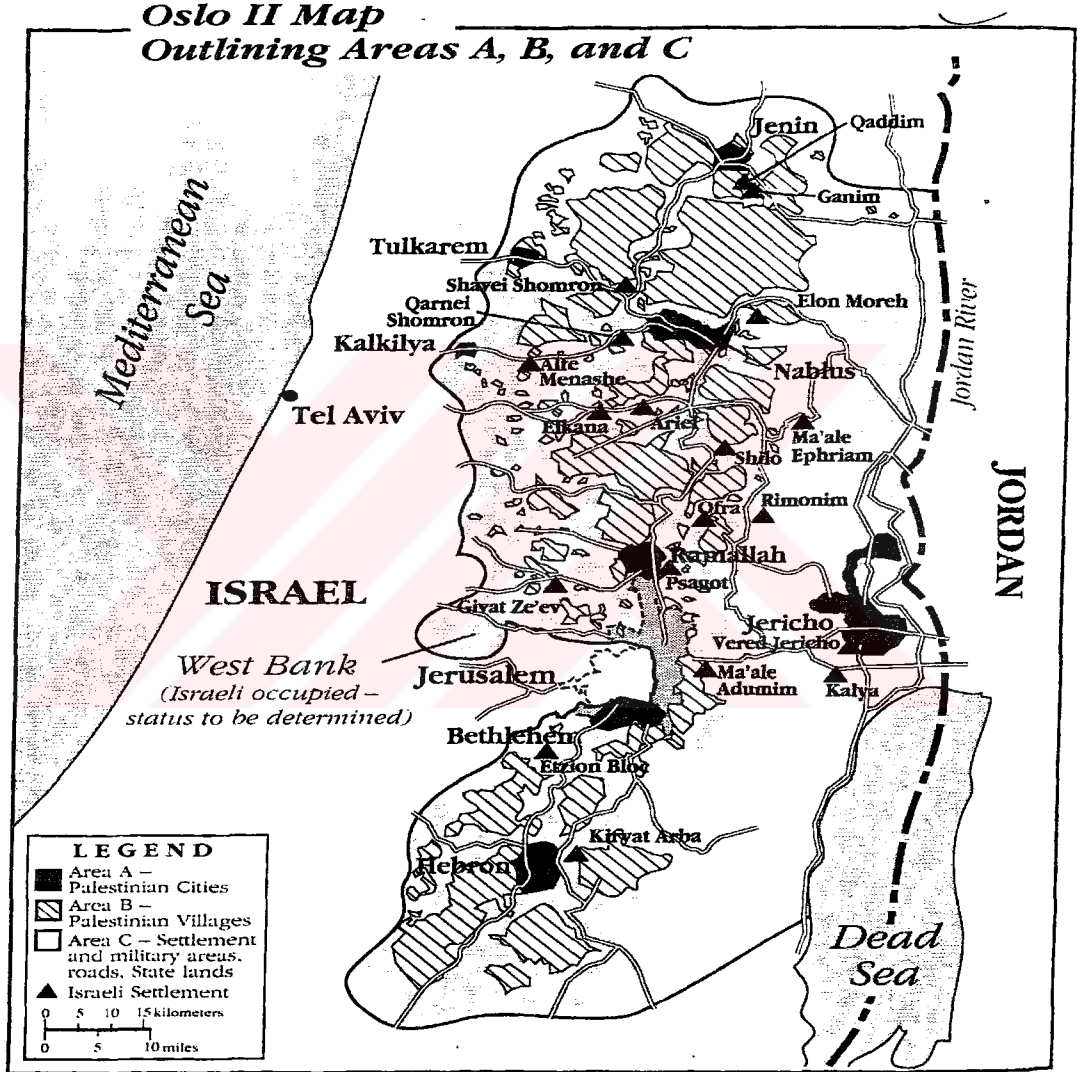 Oslo II Map
Outlining Areas A, B, and C
Jenin
Qaddim
Ganim
Mediterranean
Sea
Tulkarem
Shavei Shomron
Qarnei
Shomron
Elon Moreh
Kalkilya
Alfe
Menashe
Nablus
Jordan River
Tel Aviv
Elkana
Ariel
Ma'ale
Ephriam
Shilo
JORDAN
Ofra
Rimonim
Ramallah
Psagot
ISRAEL
Givat Ze'ev
Jericho
Vered Jericho
West Bank
(Israeli occupied –
status to be determined)
Jerusalem
Ma'ale
Adumim
Kalya
Bethlehem
Etzion Bloc
Kiryat Arba
Hebron
Dead
Sea
LEGEND
Area A –
Palestinian Cities
Area B –
Palestinian Villages
Area C – Settlement
and military areas,
roads, State lands
Israeli Settlement
0 5 10 15 kilometers
0 5 10 miles